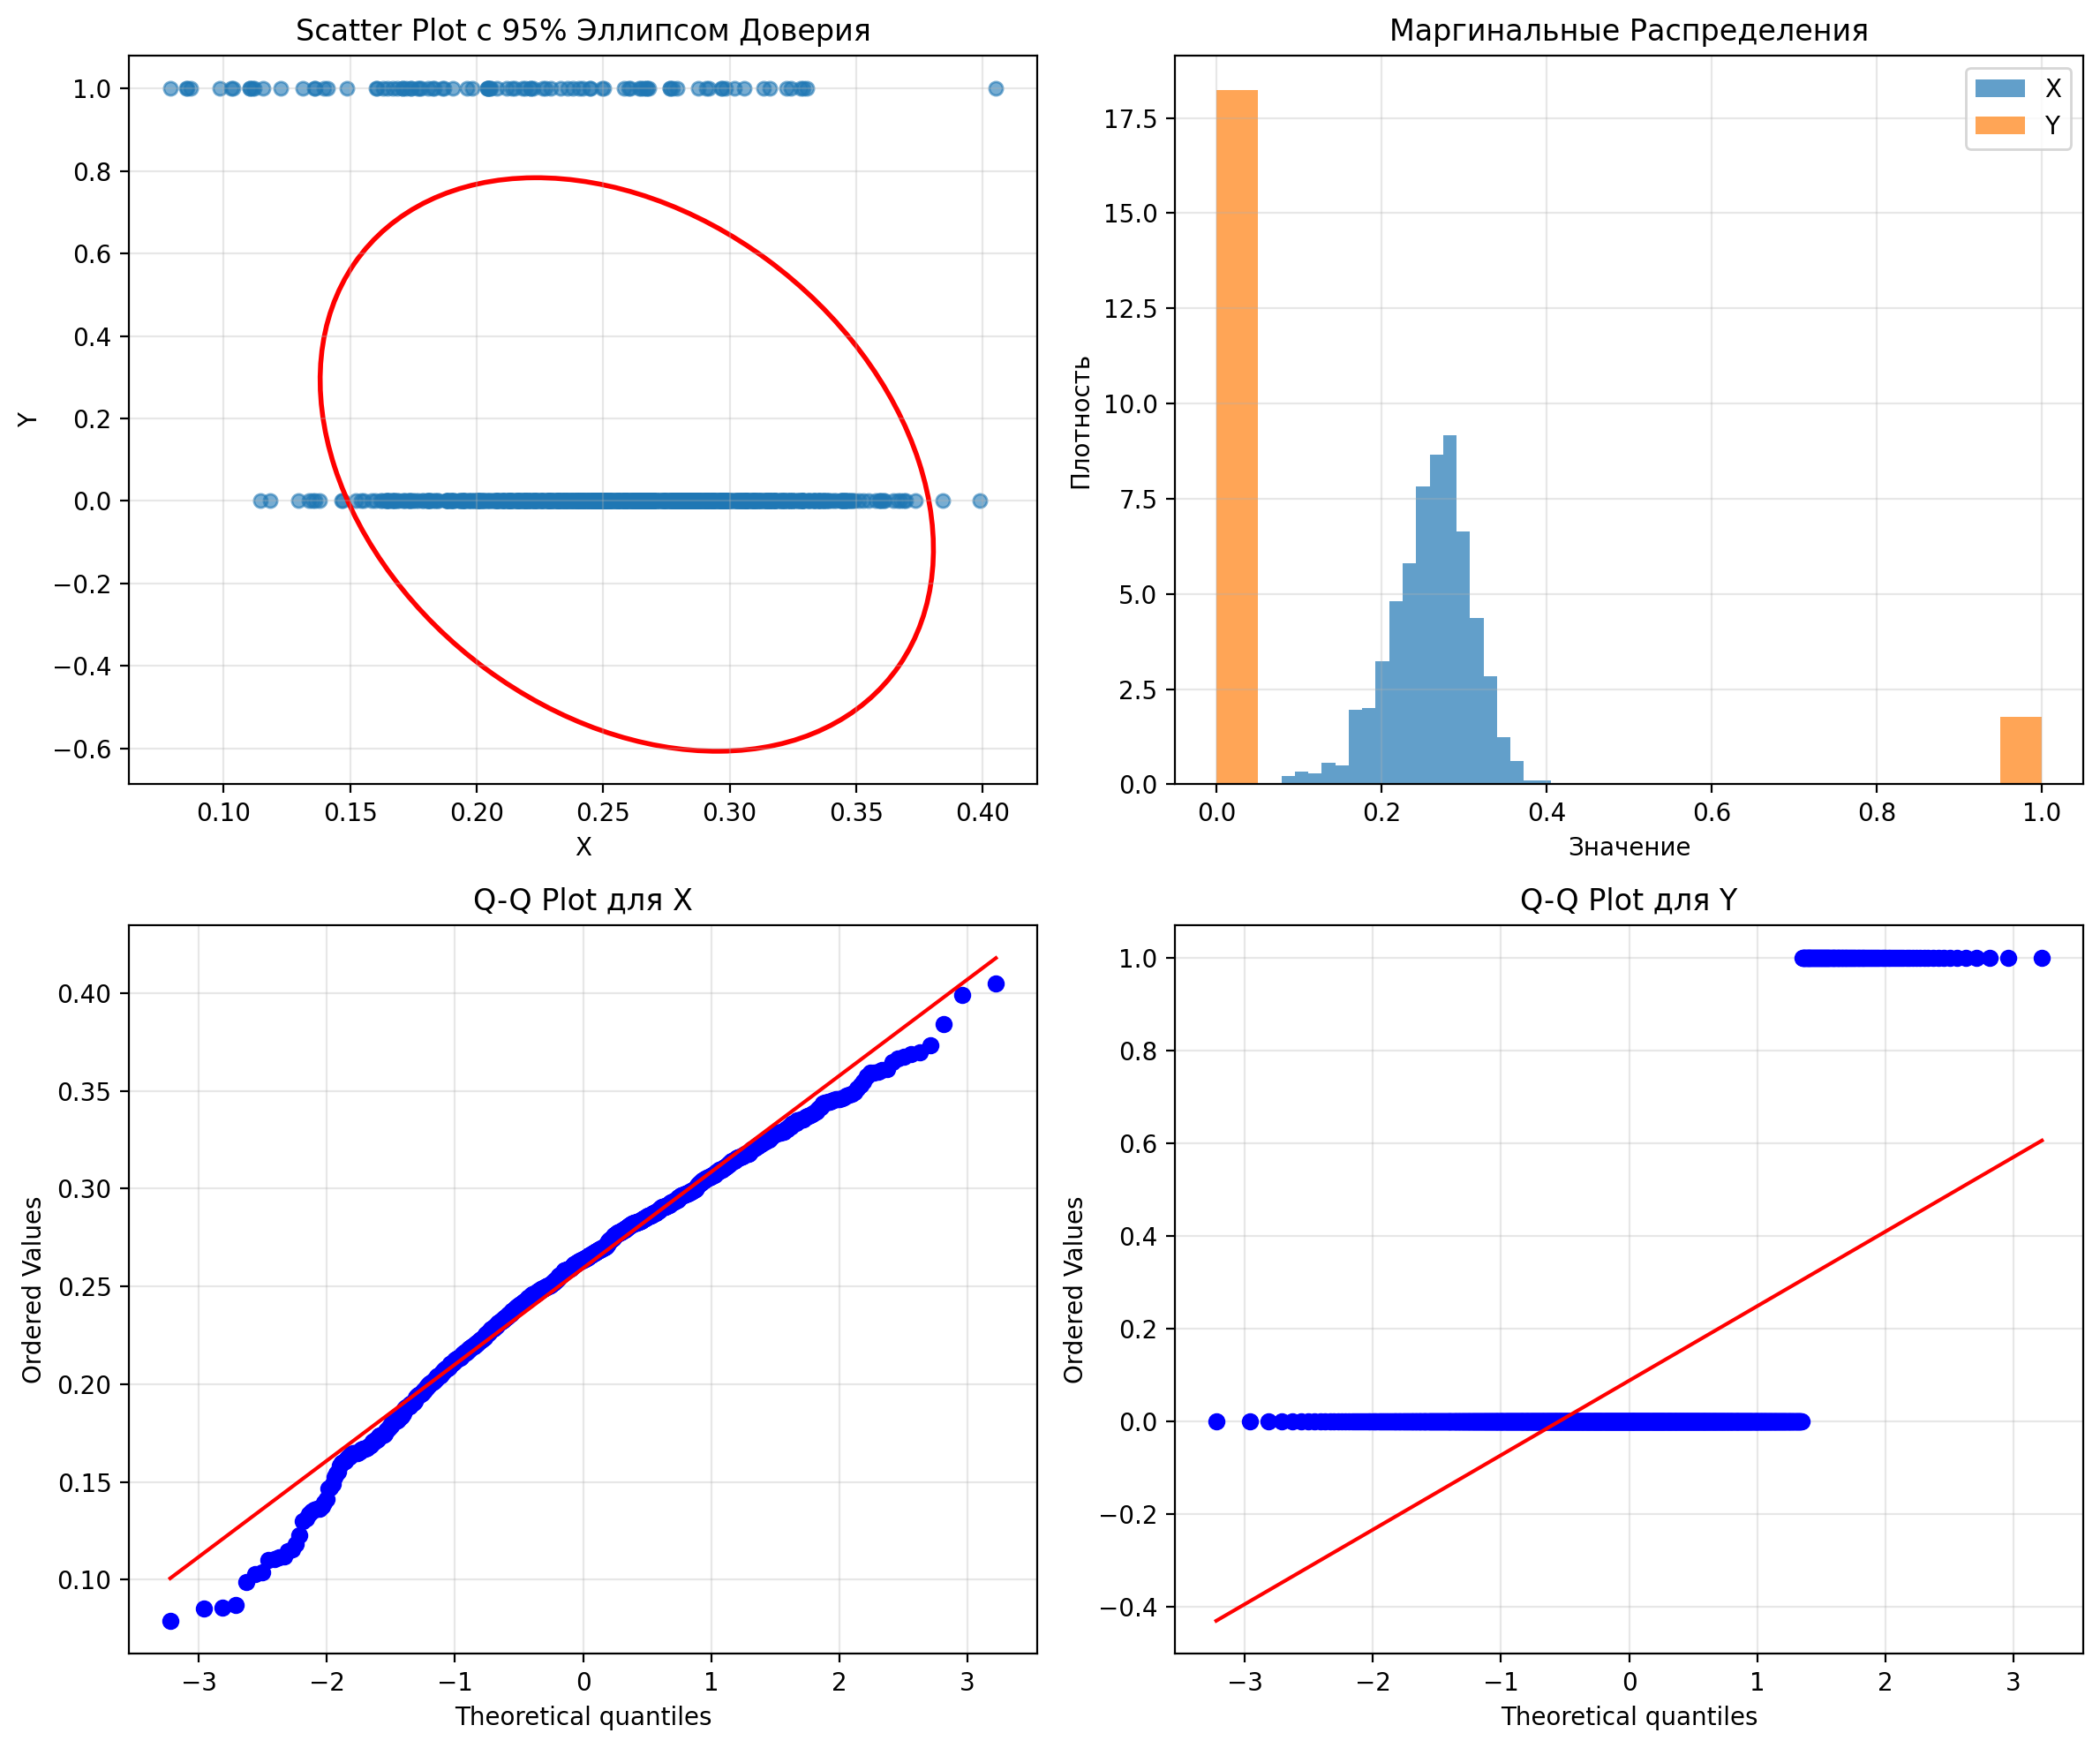 Scatter Plot с 95% Эллипсом Доверия
1.0
0.8
0.6
0.4
0.2
0.0
−0.2
−0.4
−0.6
Y
0.10 0.15 0.20 0.25 0.30 0.35 0.40
X
Маргинальные Распределения
X
Y
17.5
15.0
12.5
10.0
7.5
5.0
2.5
0.0
Плотность
0.0 0.2 0.4 0.6 0.8 1.0
Значение
Q-Q Plot для X
0.40
0.35
0.30
0.25
0.20
0.15
0.10
Ordered Values
−3 −2 −1 0 1 2 3
Theoretical quantiles
Q-Q Plot для Y
1.0
0.8
0.6
0.4
0.2
0.0
−0.2
−0.4
Ordered Values
−3 −2 −1 0 1 2 3
Theoretical quantiles